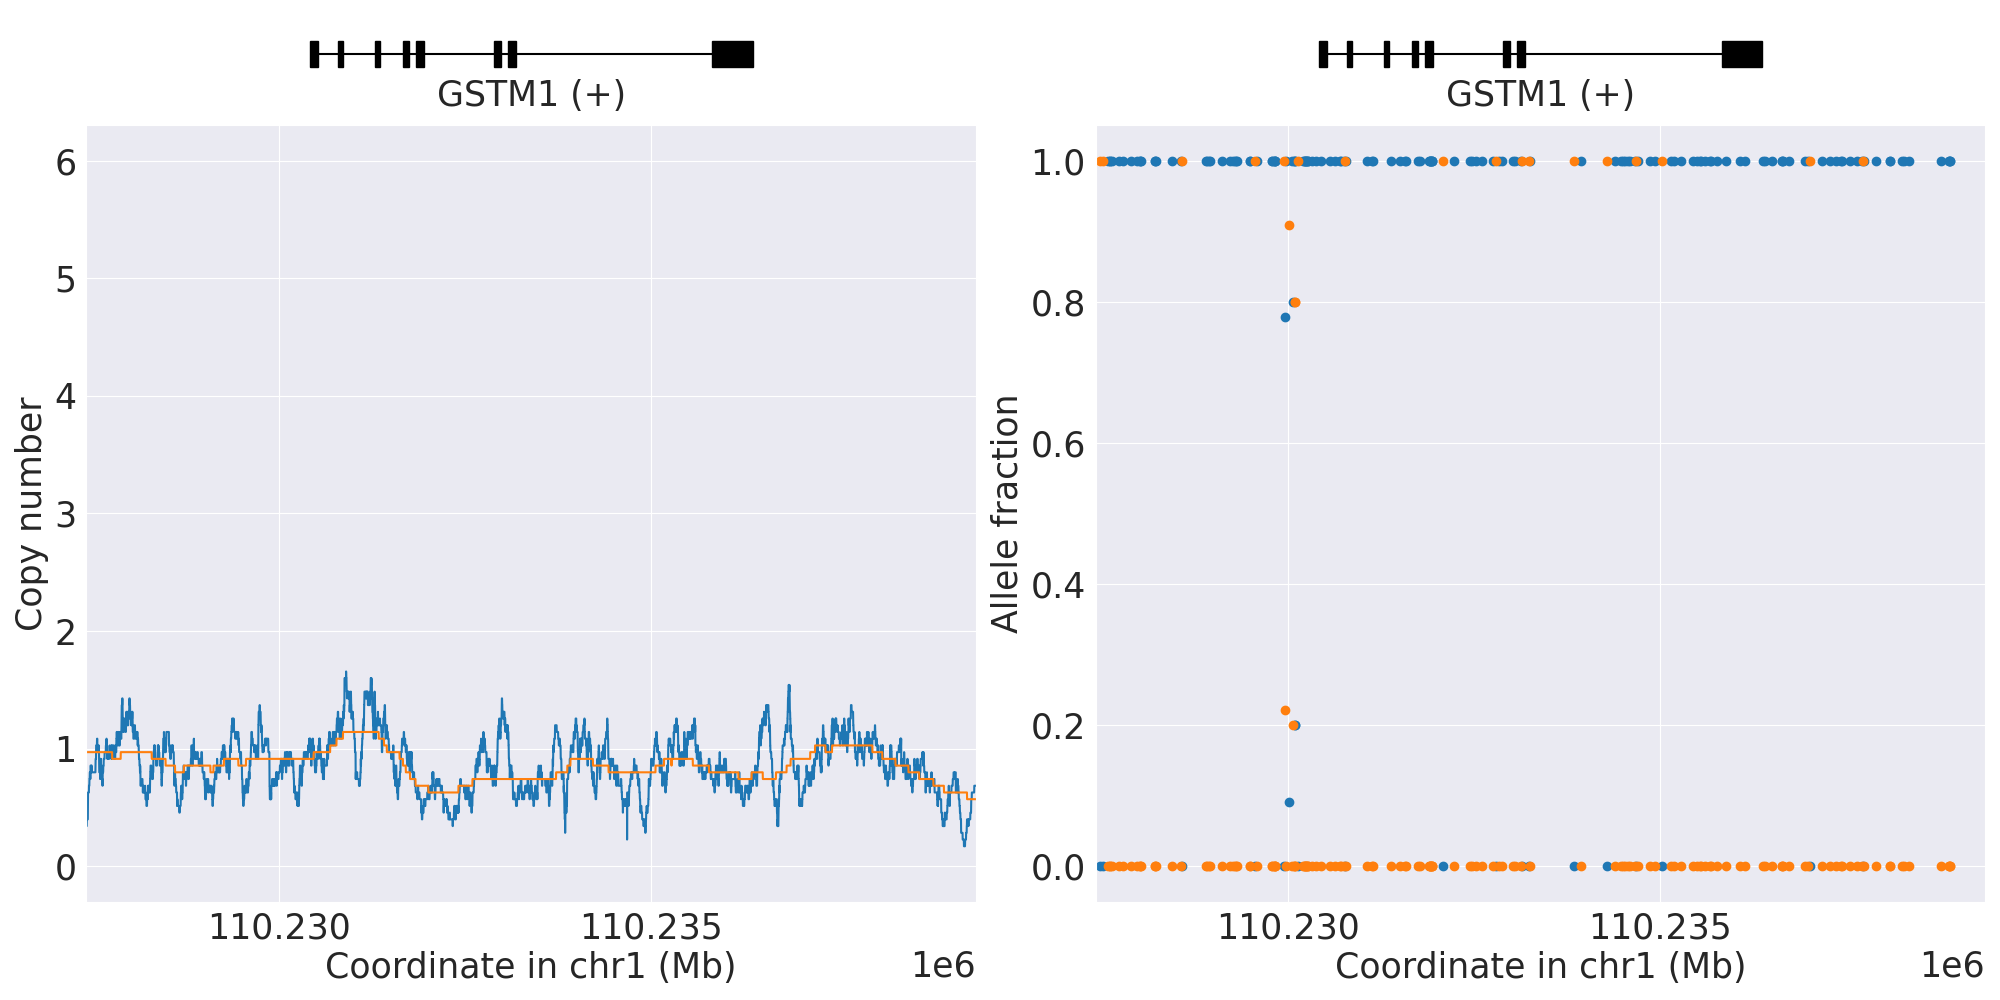 GSTM1 (+)
6
5
4
3
2
1
0
Copy number
110.230
110.235
Coordinate in chr1 (Mb)
1e6
GSTM1 (+)
1.0
0.8
0.6
0.4
0.2
0.0
Allele fraction
110.230
110.235
Coordinate in chr1 (Mb)
1e6